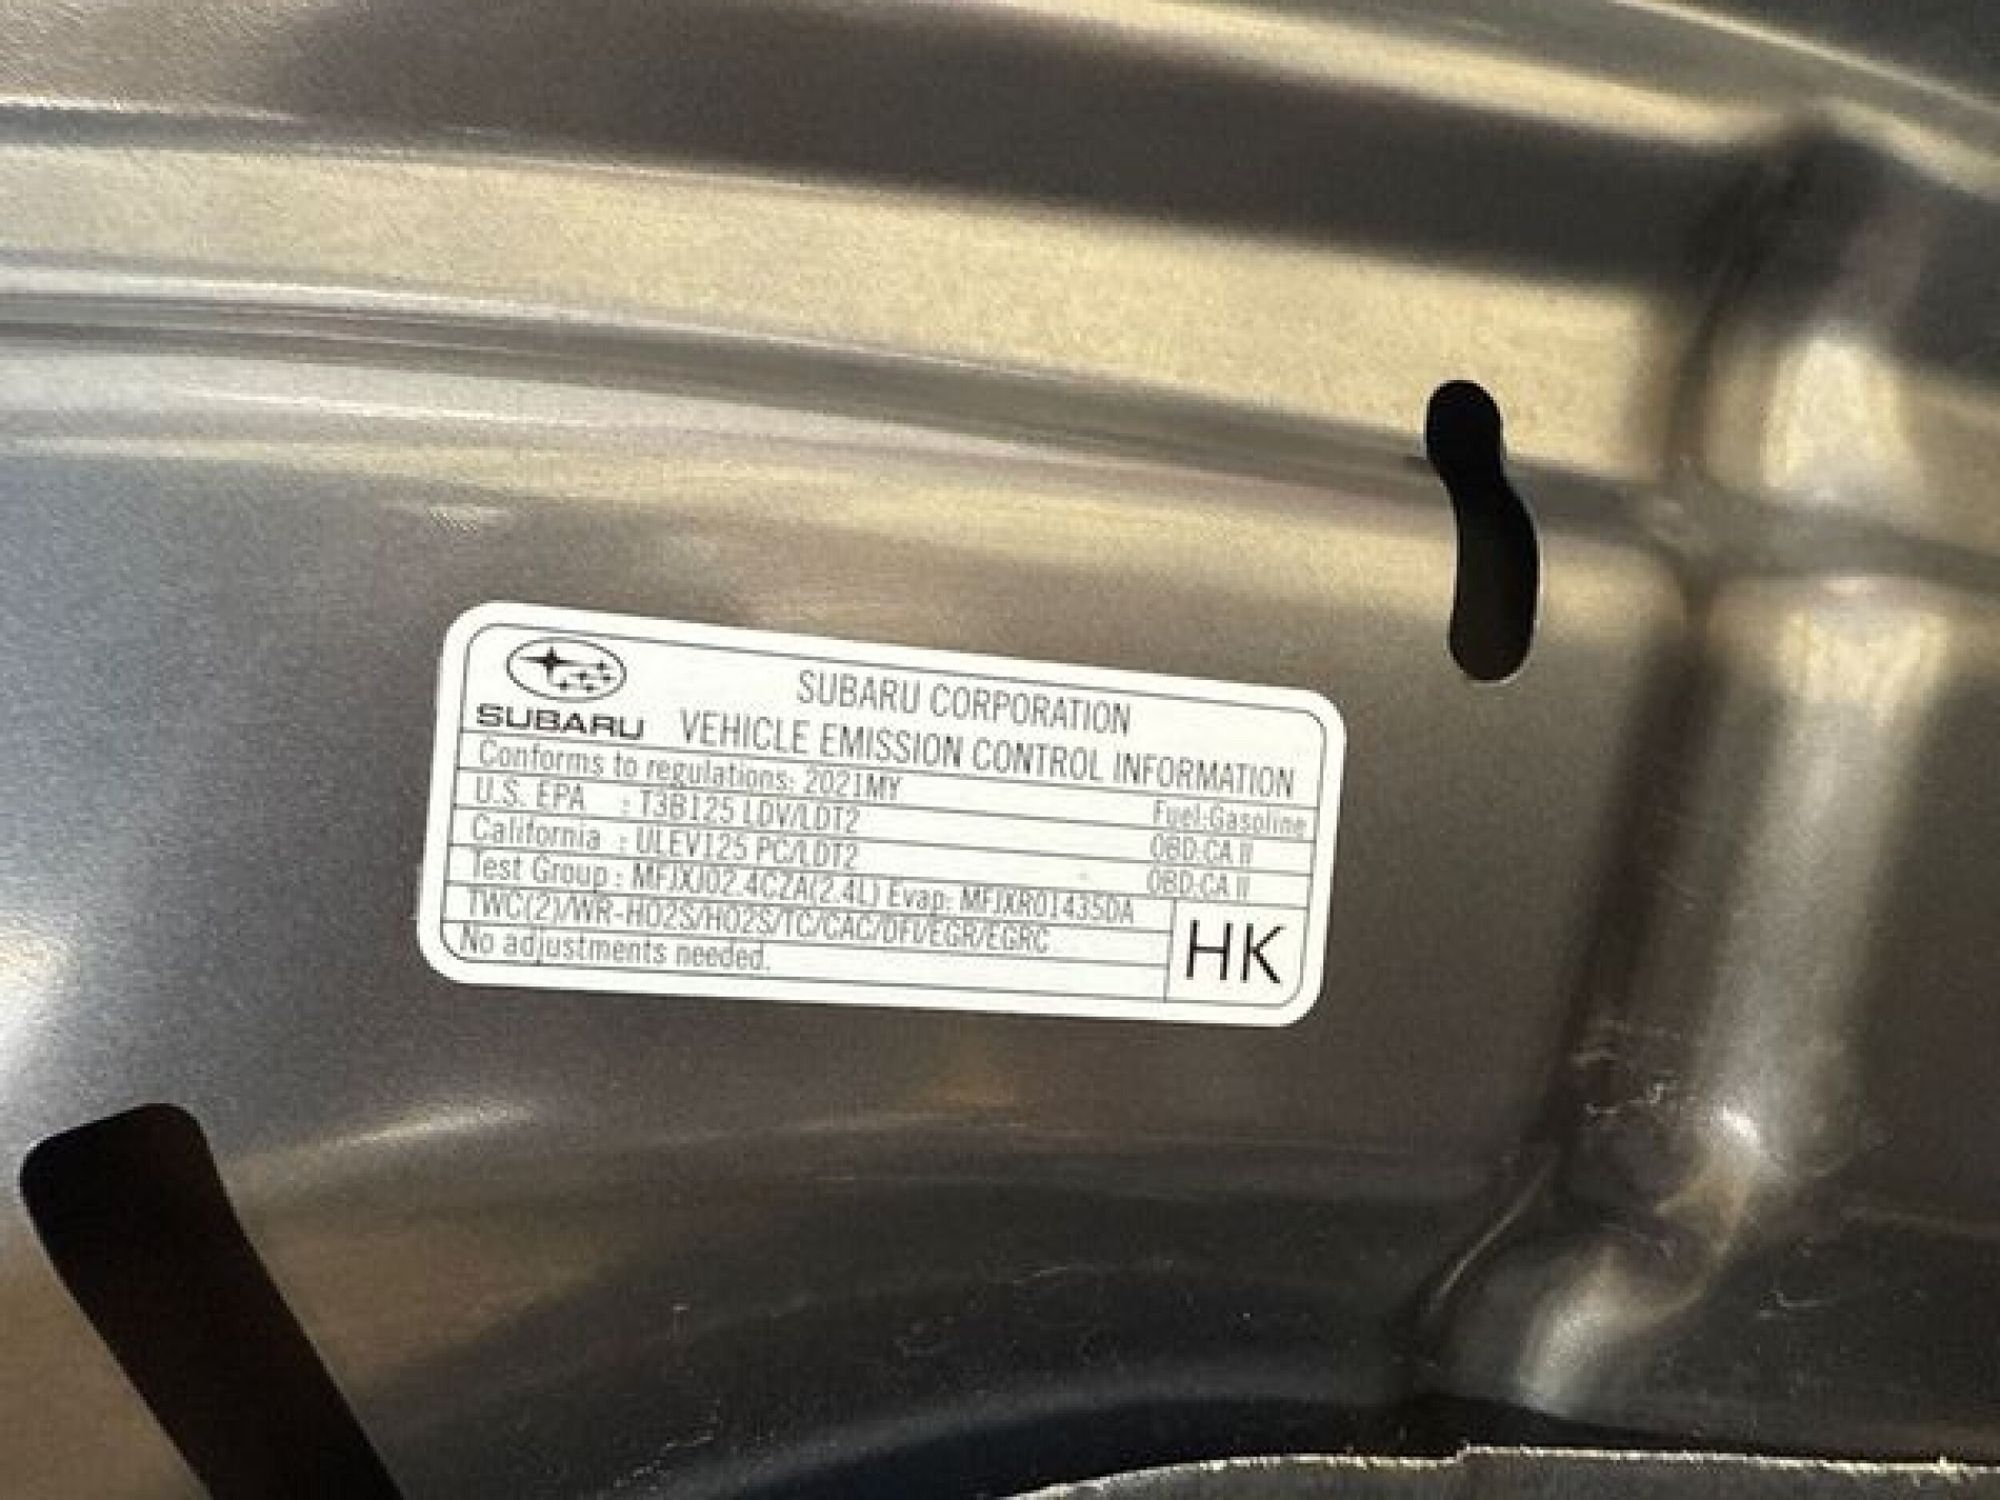 SUBARU
SUBARU CORPORATION
VEHICLE EMISSION CONTROL INFORMATION
Conforms to regulations: 2021MY Fuel:Gasoline
U.S. EPA : T3B125 LDV/LDT2 OBD:CA II
California : ULEV125 PC/LDT2 OBD:CA II
Test Group : MFJXJ02.4CZA(2.4L) Evap: MFJXR01435DA
TWC(2)/WR-HO2S/HO2S/TC/CAC/DFI/EGR/EGRC
No adjustments needed.
HK